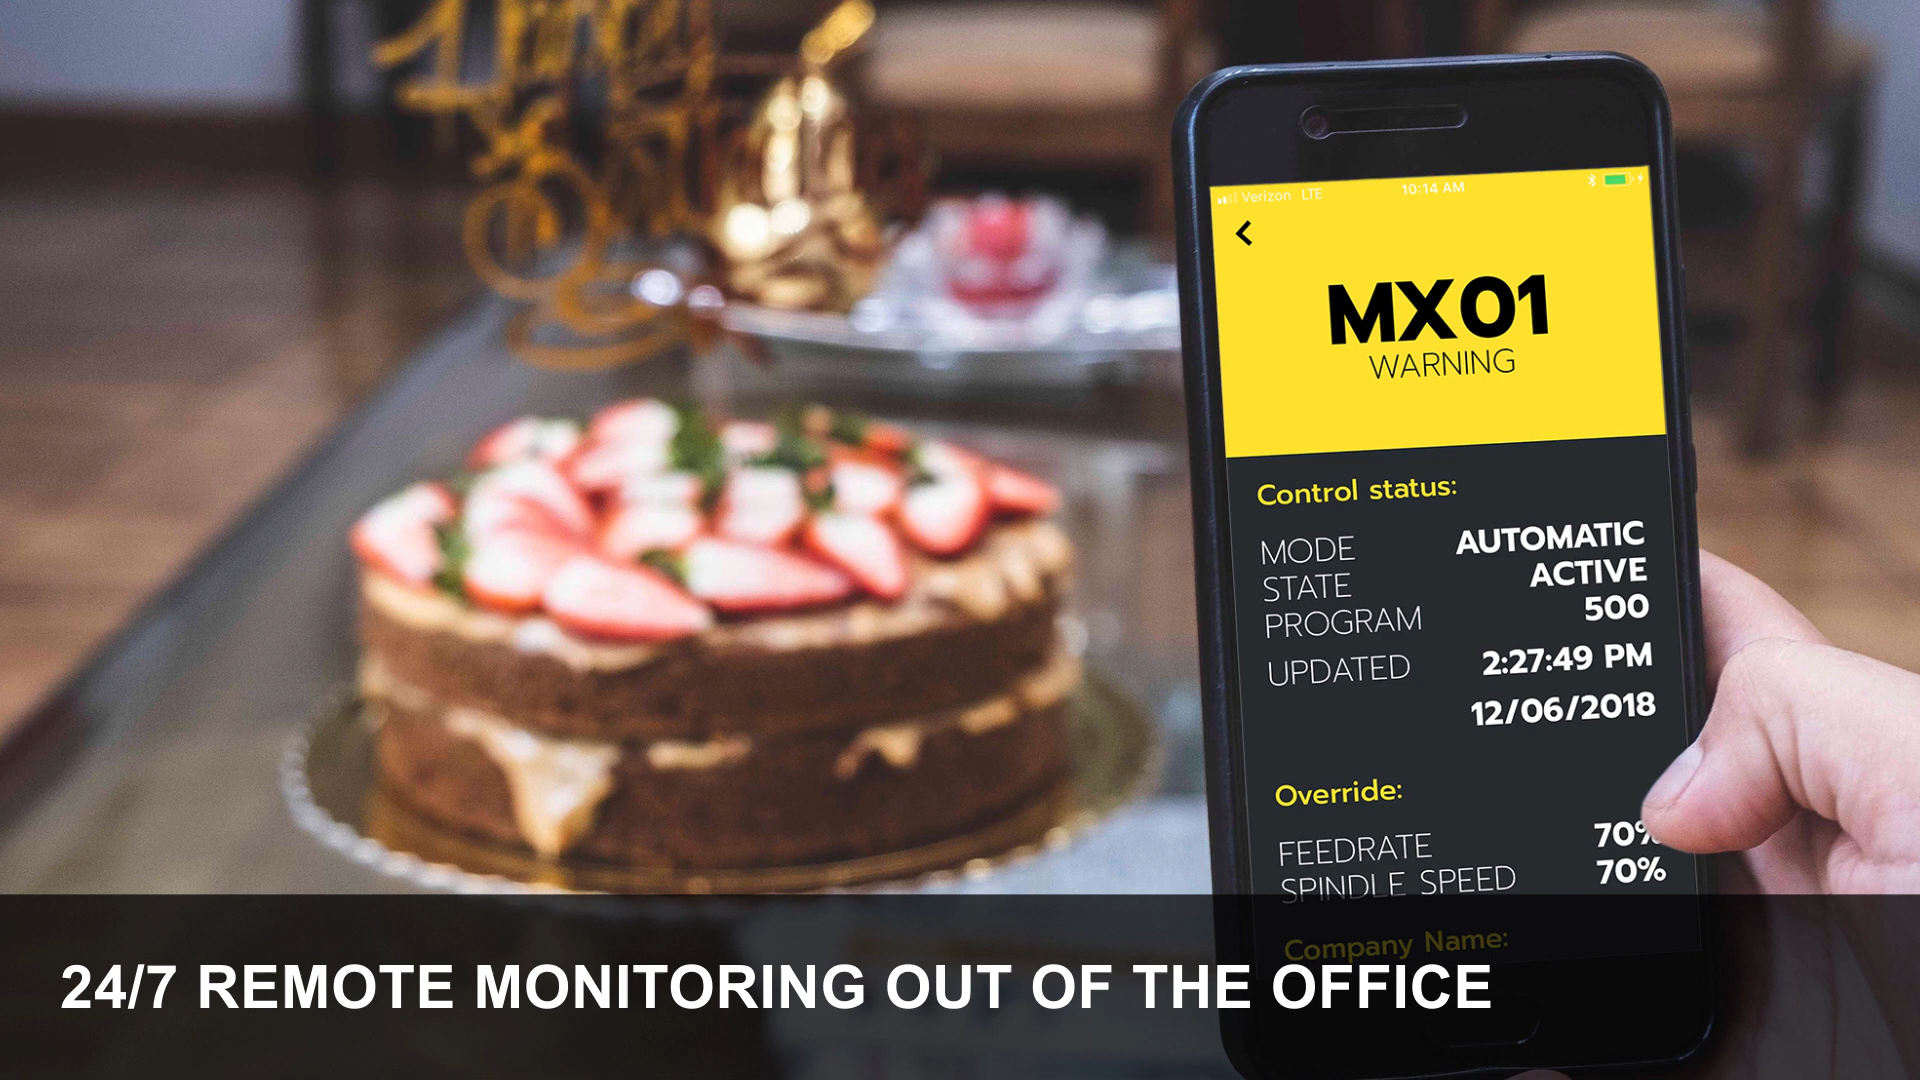 Verizon LTE 10:14 AM
MX01
WARNING
Control status:
MODE AUTOMATIC
STATE ACTIVE
PROGRAM 500
UPDATED 2:27:49 PM
12/06/2018
Override:
FEEDRATE 70%
SPINDLE SPEED 70%
Company Name:
24/7 REMOTE MONITORING OUT OF THE OFFICE